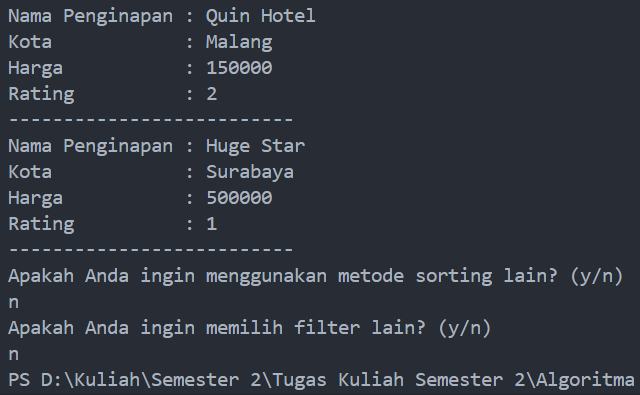 Nama Penginapan : Quin Hotel
Kota            : Malang
Harga           : 150000
Rating          : 2
--------------------------
Nama Penginapan : Huge Star
Kota            : Surabaya
Harga           : 500000
Rating          : 1
--------------------------
Apakah Anda ingin menggunakan metode sorting lain? (y/n)
n
Apakah Anda ingin memilih filter lain? (y/n)
n
PS D:\Kuliah\Semester 2\Tugas Kuliah Semester 2\Algoritma